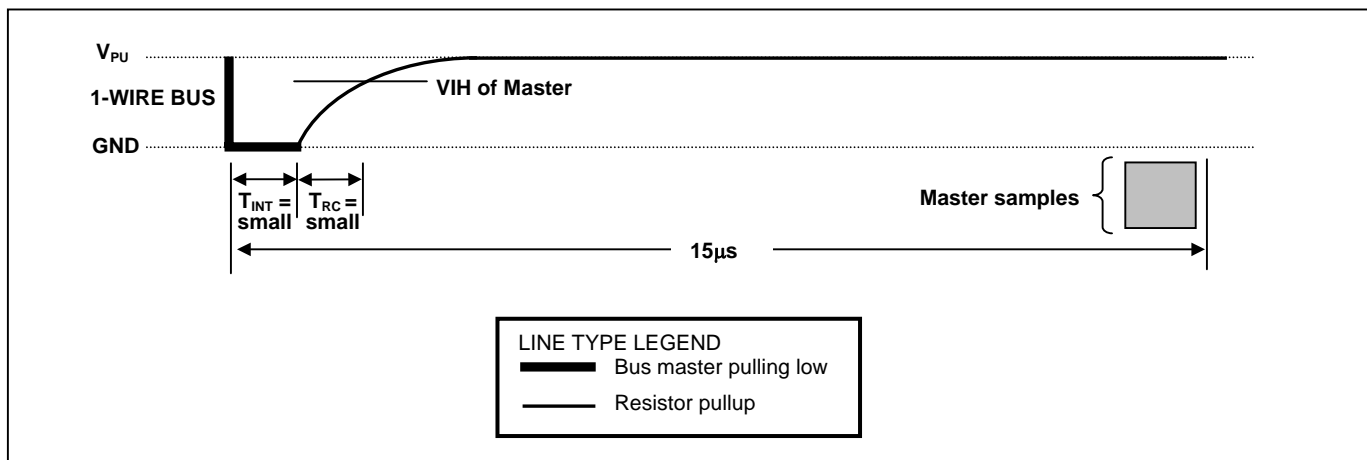 VPU
VIH of Master
1-WIRE BUS
GND
TINT =
small
TRC =
small
Master samples
15μs
LINE TYPE LEGEND
Bus master pulling low
Resistor pullup